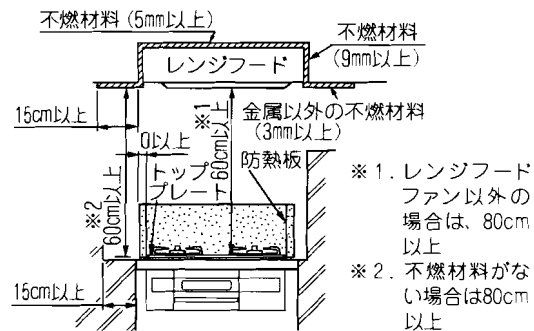 不燃材料(5mm以上)
不燃材料
(9mm以上)
レンジフード
15cm以上
0以上
※1
60cm以上
金属以外の不燃材料
(3mm以上)
防熱板
トップ
プレート
※2
60cm以上
15cm以上
※1.レンジフード
ファン以外の
場合は、80cm
以上
※2.不燃材料がな
い場合は80cm
以上